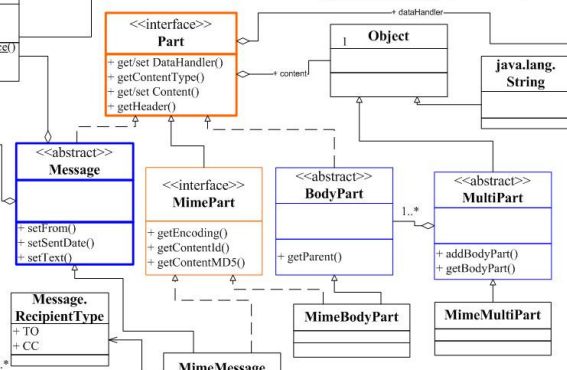 <<interface>>
Part
+ get/set DataHandler()
+ getContentType()
+ get/set Content()
+ getHeader()
+ dataHandler
+ content
1
Object
java.lang.
String
<<abstract>>
Message
+ setFrom()
+ setSentDate()
+ setText()
<<interface>>
MimePart
+ getEncoding()
+ getContentId()
+ getContentMD5()
<<abstract>>
BodyPart
+ getParent()
1..*
<<abstract>>
MultiPart
+ addBodyPart()
+ getBodyPart()
Message.
RecipientType
+ TO
+ CC
MimeBodyPart
MimeMultiPart
MimeMessage